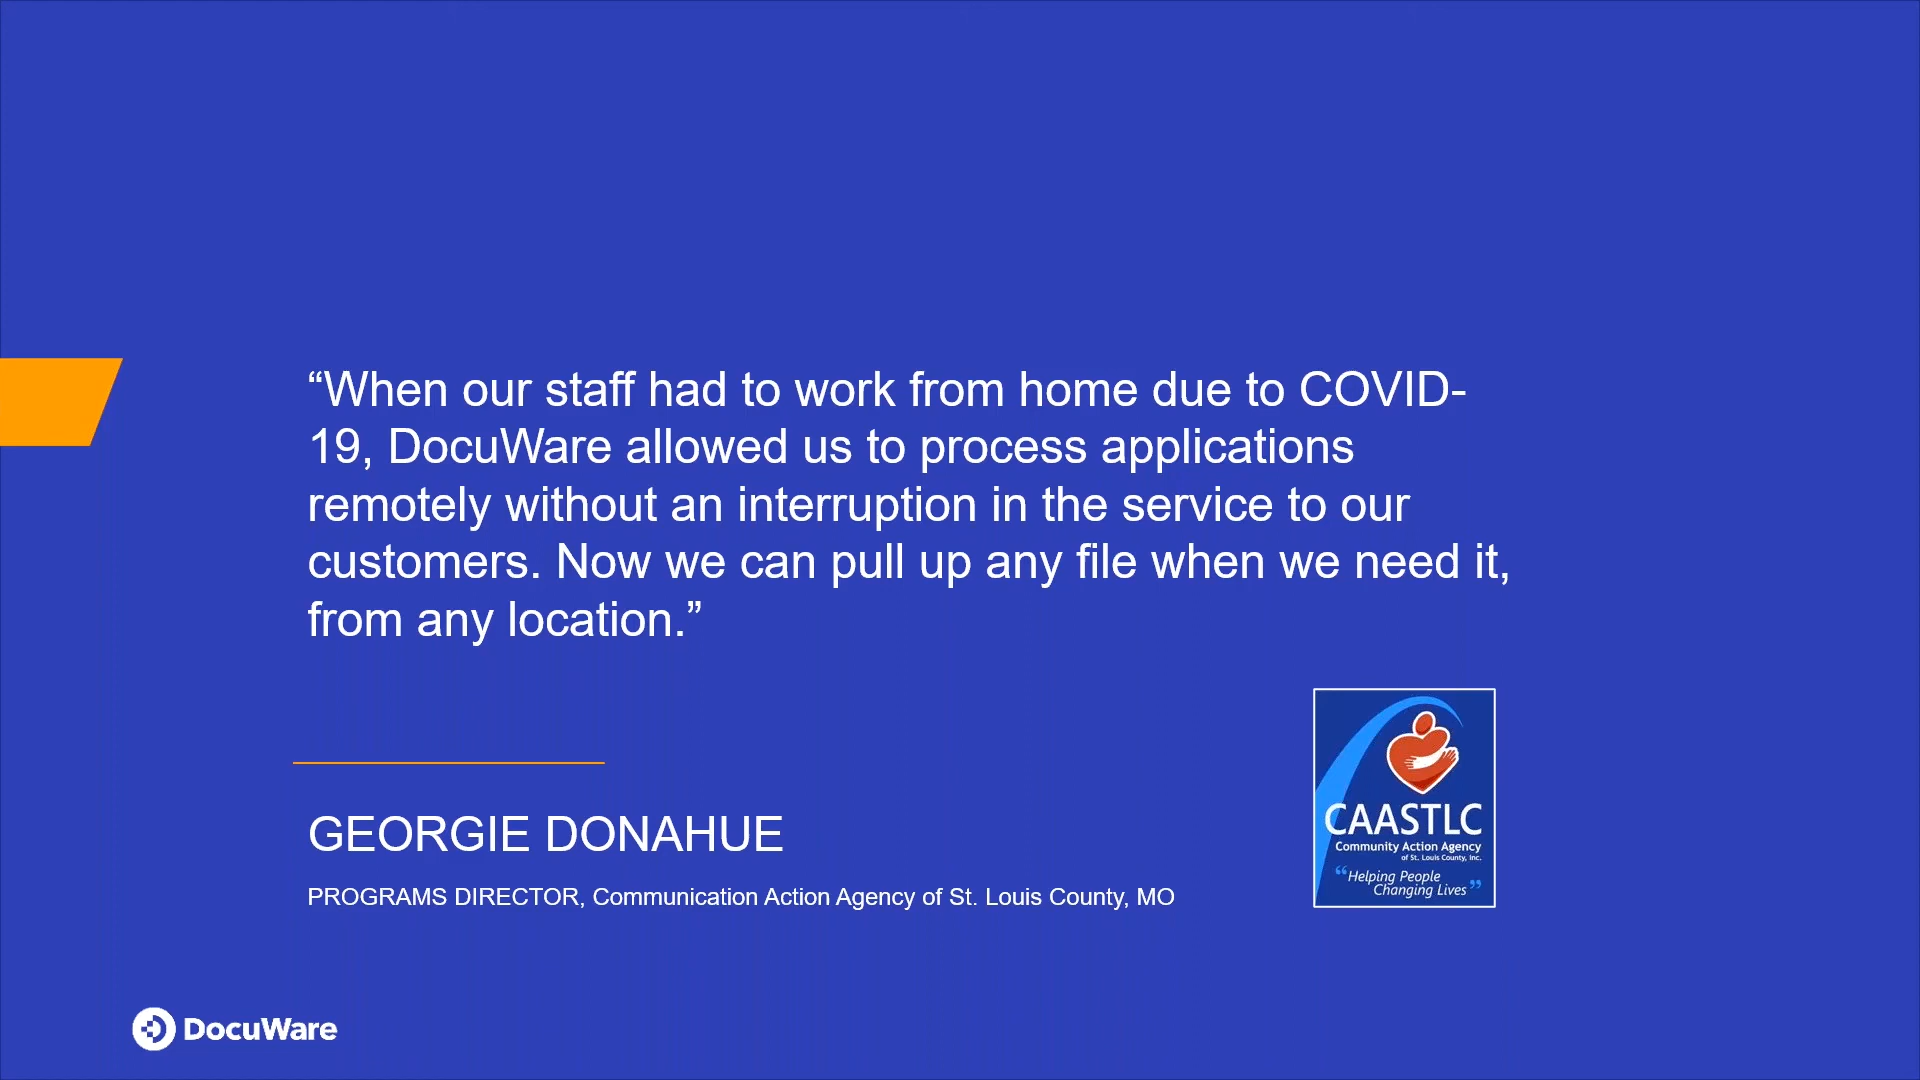 “When our staff had to work from home due to COVID-
19, DocuWare allowed us to process applications
remotely without an interruption in the service to our
customers. Now we can pull up any file when we need it,
from any location.”
GEORGIE DONAHUE
PROGRAMS DIRECTOR, Communication Action Agency of St. Louis County, MO
CAASTLC
Community Action Agency
of St. Louis County, Inc.
“Helping People
Changing Lives”
DocuWare